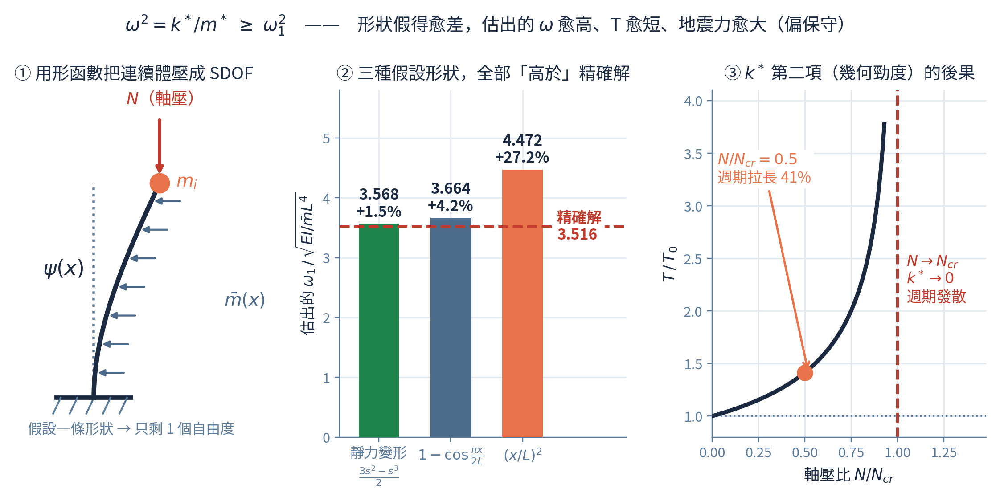 ω² = k*/m* ≥ ω₁² —— 形狀假得愈差，估出的 ω 愈高、T 愈短、地震力愈大（偏保守）
① 用形函數把連續體壓成 SDOF
N（軸壓）
mᵢ
ψ(x)
m̄(x)
假設一條形狀 → 只剩 1 個自由度
② 三種假設形狀，全部「高於」精確解
估出的 ω₁ / √(EI/m̄L⁴)
5
4
3
2
1
0
3.568
+1.5%
3.664
+4.2%
4.472
+27.2%
精確解
3.516
靜力變形
(3s² − s³)/2
1 − cos πx/2L
(x/L)²
③ k* 第二項（幾何勁度）的後果
T / T₀
4.0
3.5
3.0
2.5
2.0
1.5
1.0
N/N_cr = 0.5
週期拉長 41%
N → N_cr
k* → 0
週期發散
0.00 0.25 0.50 0.75 1.00 1.25
軸壓比 N/N_cr